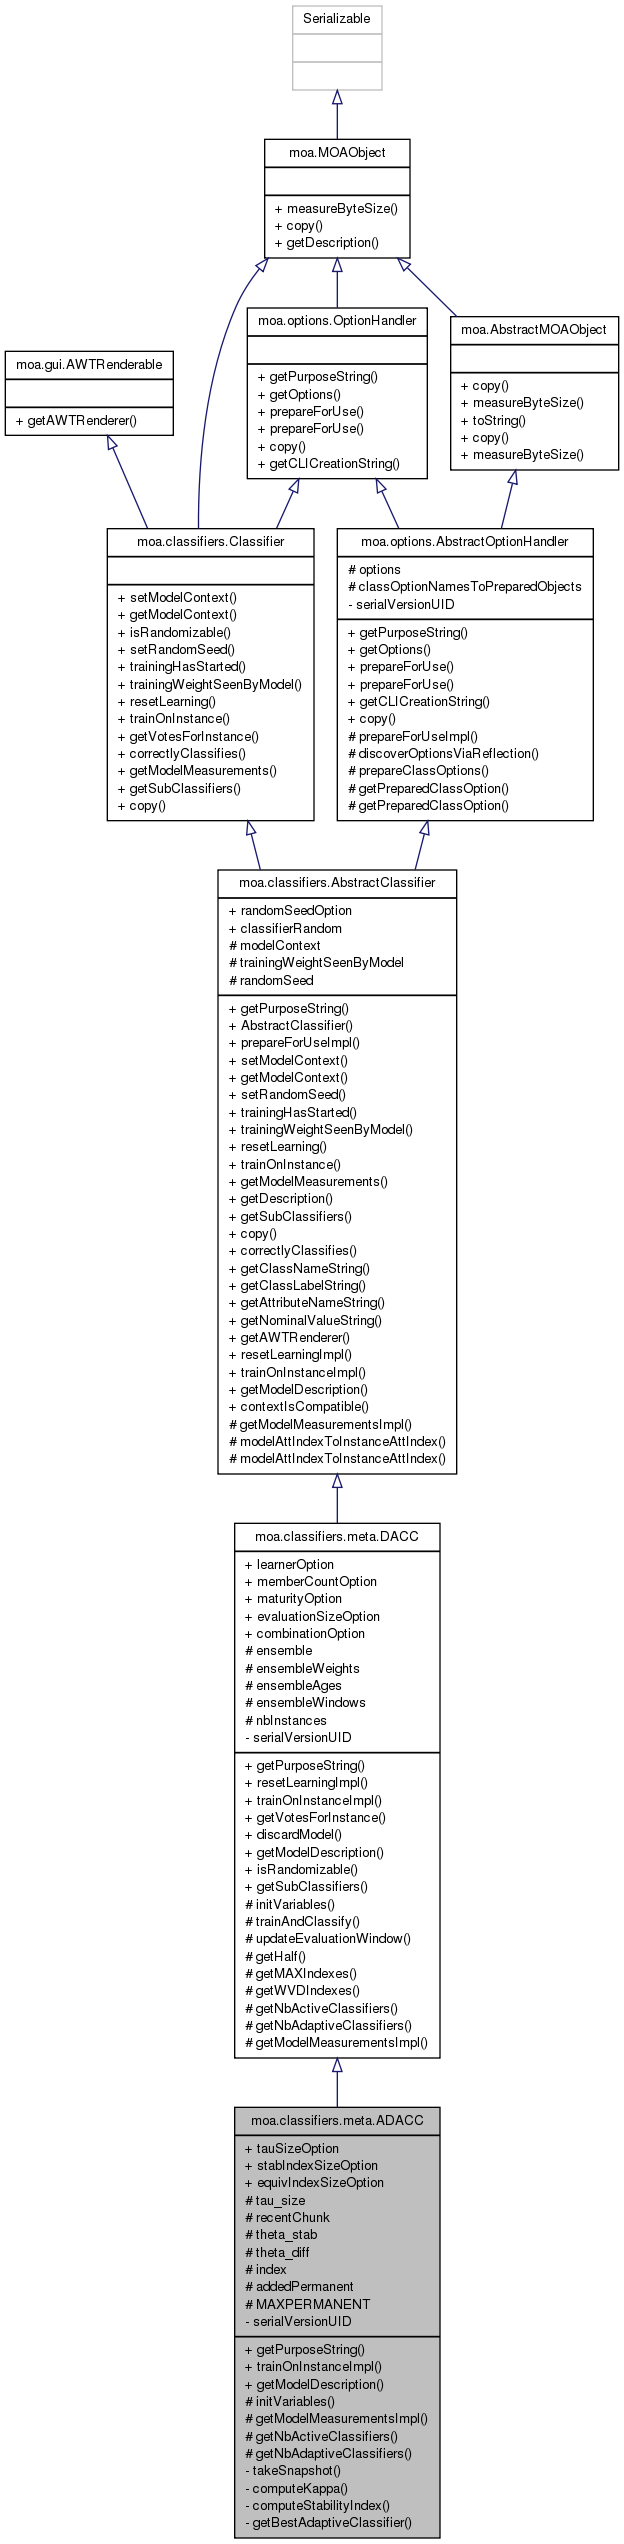 Serializable
moa.MOAObject
+ measureByteSize()
+ copy()
+ getDescription()
moa.gui.AWTRenderable
+ getAWTRenderer()
moa.options.OptionHandler
+ getPurposeString()
+ getOptions()
+ prepareForUse()
+ prepareForUse()
+ copy()
+ getCLICreationString()
moa.AbstractMOAObject
+ copy()
+ measureByteSize()
+ toString()
+ copy()
+ measureByteSize()
moa.classifiers.Classifier
+ setModelContext()
+ getModelContext()
+ isRandomizable()
+ setRandomSeed()
+ trainingHasStarted()
+ trainingWeightSeenByModel()
+ resetLearning()
+ trainOnInstance()
+ getVotesForInstance()
+ correctlyClassifies()
+ getModelMeasurements()
+ getSubClassifiers()
+ copy()
moa.options.AbstractOptionHandler
# options
# classOptionNamesToPreparedObjects
- serialVersionUID
+ getPurposeString()
+ getOptions()
+ prepareForUse()
+ prepareForUse()
+ getCLICreationString()
+ copy()
# prepareForUseImpl()
# discoverOptionsViaReflection()
# prepareClassOptions()
# getPreparedClassOption()
# getPreparedClassOption()
moa.classifiers.AbstractClassifier
+ randomSeedOption
+ classifierRandom
# modelContext
# trainingWeightSeenByModel
# randomSeed
+ getPurposeString()
+ AbstractClassifier()
+ prepareForUseImpl()
+ setModelContext()
+ getModelContext()
+ setRandomSeed()
+ trainingHasStarted()
+ trainingWeightSeenByModel()
+ resetLearning()
+ trainOnInstance()
+ getModelMeasurements()
+ getDescription()
+ getSubClassifiers()
+ copy()
+ correctlyClassifies()
+ getClassNameString()
+ getClassLabelString()
+ getAttributeNameString()
+ getNominalValueString()
+ getAWTRenderer()
+ resetLearningImpl()
+ trainOnInstanceImpl()
+ getModelDescription()
+ contextIsCompatible()
# getModelMeasurementsImpl()
# modelAttIndexToInstanceAttIndex()
# modelAttIndexToInstanceAttIndex()
moa.classifiers.meta.DACC
+ learnerOption
+ memberCountOption
+ maturityOption
+ evaluationSizeOption
+ combinationOption
# ensemble
# ensembleWeights
# ensembleAges
# ensembleWindows
# nbInstances
- serialVersionUID
+ getPurposeString()
+ resetLearningImpl()
+ trainOnInstanceImpl()
+ getVotesForInstance()
+ discardModel()
+ getModelDescription()
+ isRandomizable()
+ getSubClassifiers()
# initVariables()
# trainAndClassify()
# updateEvaluationWindow()
# getHalf()
# getMAXIndexes()
# getWVDIndexes()
# getNbActiveClassifiers()
# getNbAdaptiveClassifiers()
# getModelMeasurementsImpl()
moa.classifiers.meta.ADACC
+ tauSizeOption
+ stabIndexSizeOption
+ equivIndexSizeOption
# tau_size
# recentChunk
# theta_stab
# theta_diff
# index
# addedPermanent
# MAXPERMANENT
- serialVersionUID
+ getPurposeString()
+ trainOnInstanceImpl()
+ getModelDescription()
# initVariables()
# getModelMeasurementsImpl()
# getNbActiveClassifiers()
# getNbAdaptiveClassifiers()
- takeSnapshot()
- computeKappa()
- computeStabilityIndex()
- getBestAdaptiveClassifier()